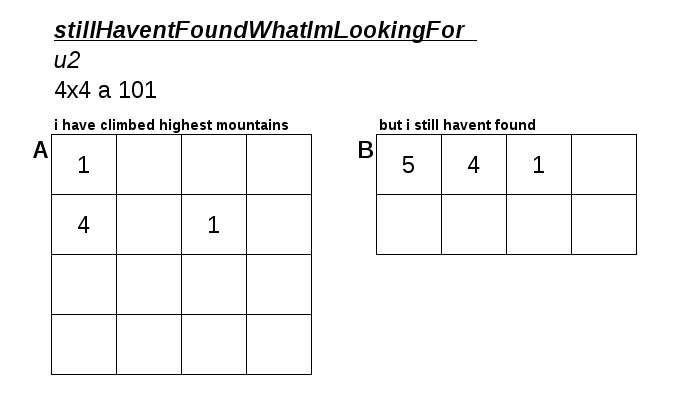 stillHaventFoundWhatImLookingFor
u2
4x4 a 101
i have climbed highest mountains
A
1
4 1
but i still havent found
B
5 4 1